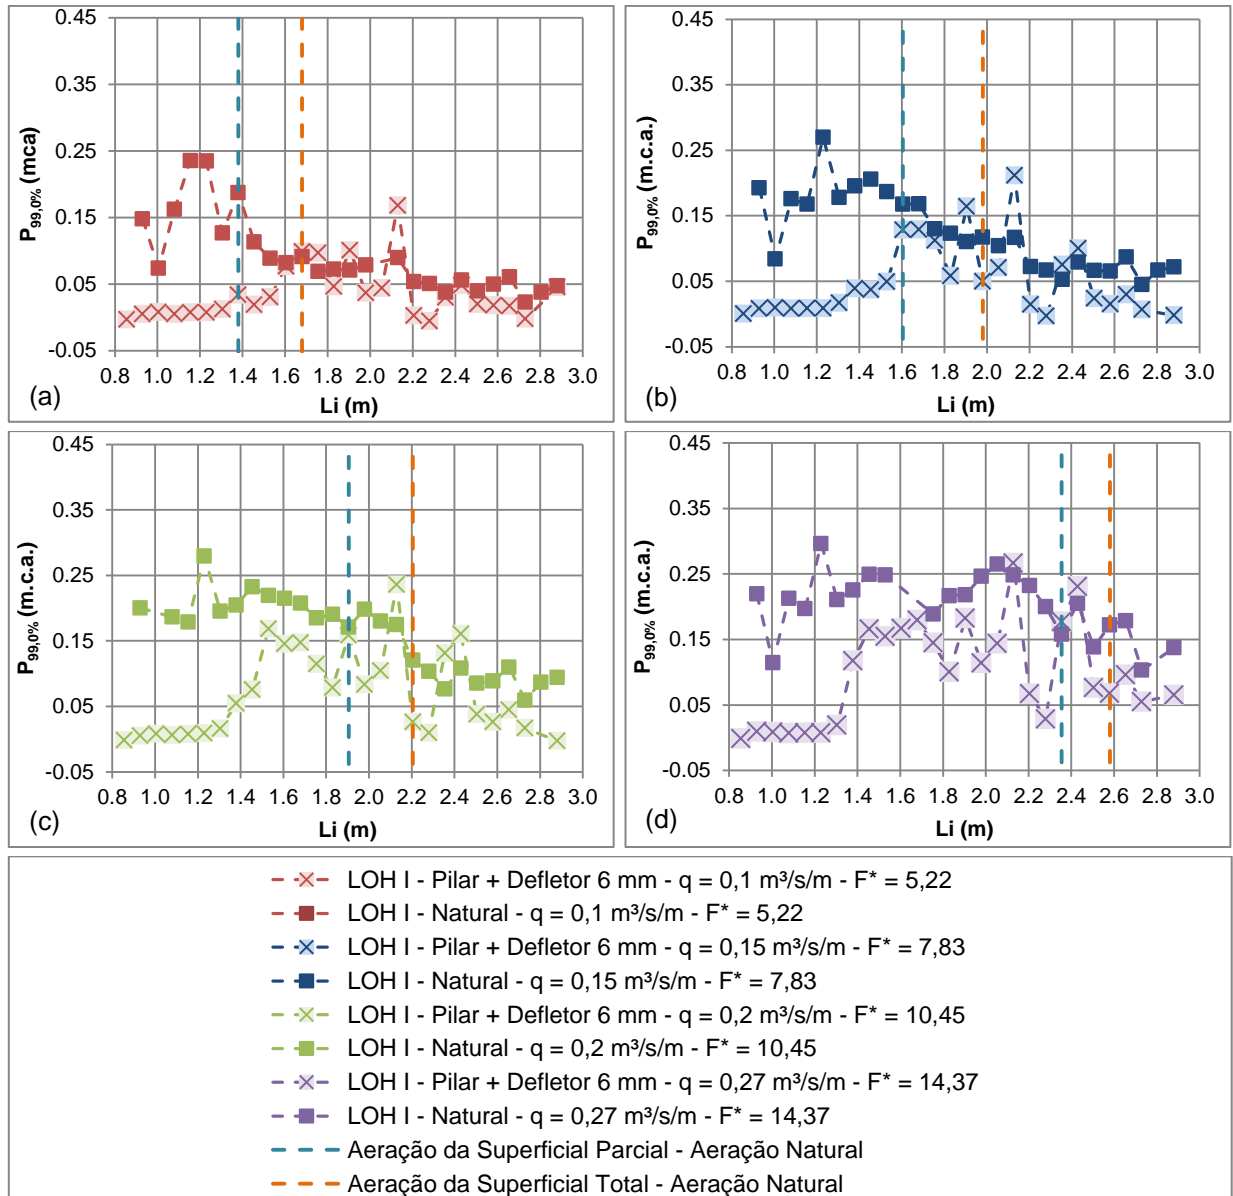 0.45
0.35
0.25
0.15
0.05
-0.05
P99,0% (mca)
0.8 1.0 1.2 1.4 1.6 1.8 2.0 2.2 2.4 2.6 2.8 3.0
(a)
Li (m)
0.45
0.35
0.25
0.15
0.05
-0.05
P99,0% (m.c.a.)
0.8 1.0 1.2 1.4 1.6 1.8 2.0 2.2 2.4 2.6 2.8 3.0
(b)
Li (m)
0.45
0.35
0.25
0.15
0.05
-0.05
P99,0% (m.c.a.)
0.8 1.0 1.2 1.4 1.6 1.8 2.0 2.2 2.4 2.6 2.8 3.0
(c)
Li (m)
0.45
0.35
0.25
0.15
0.05
-0.05
P99,0% (m.c.a.)
0.8 1.0 1.2 1.4 1.6 1.8 2.0 2.2 2.4 2.6 2.8 3.0
(d)
Li (m)
LOH I - Pilar + Defletor 6 mm - q = 0,1 m³/s/m - F* = 5,22
LOH I - Natural - q = 0,1 m³/s/m - F* = 5,22
LOH I - Pilar + Defletor 6 mm - q = 0,15 m³/s/m - F* = 7,83
LOH I - Natural - q = 0,15 m³/s/m - F* = 7,83
LOH I - Pilar + Defletor 6 mm - q = 0,2 m³/s/m - F* = 10,45
LOH I - Natural - q = 0,2 m³/s/m - F* = 10,45
LOH I - Pilar + Defletor 6 mm - q = 0,27 m³/s/m - F* = 14,37
LOH I - Natural - q = 0,27 m³/s/m - F* = 14,37
Aeração da Superficial Parcial - Aeração Natural
Aeração da Superficial Total - Aeração Natural